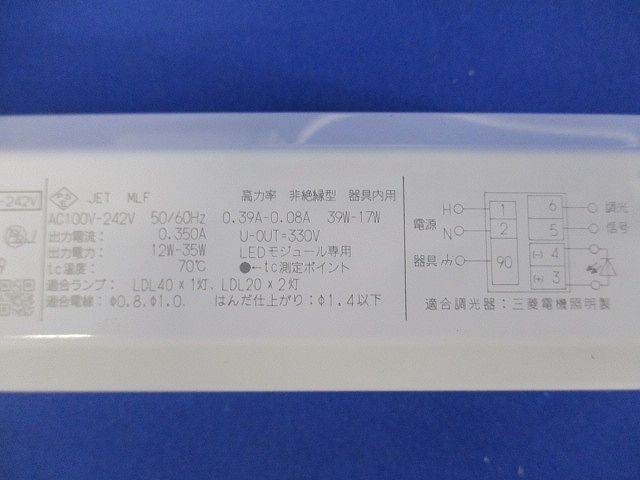 -242V
JET MLF 高力率 非絶縁型 器具内用
AC100V-242V 50/60Hz 0.39A-0.08A 39W-17W
出力電流: 0.350A U-OUT=330V
出力電力: 12W-35W LEDモジュール専用
tc温度: 70℃ ●←tc測定ポイント
適合ランプ: LDL40×1灯、LDL20×2灯
適合電線: Φ0.8,Φ1.0. はんだ仕上がり:Φ1.4以下
電源 H 1 6 調光
N 2 5 信号
器具 90 (-) 4
(+) 3
適合調光器:三菱電機照明製